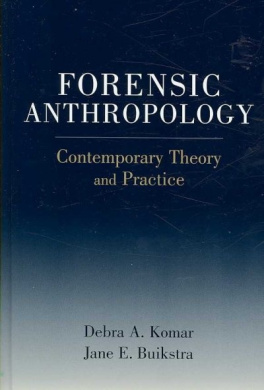 FORENSIC
ANTHROPOLOGY
Contemporary Theory
and Practice
Debra A. Komar
Jane E. Buikstra